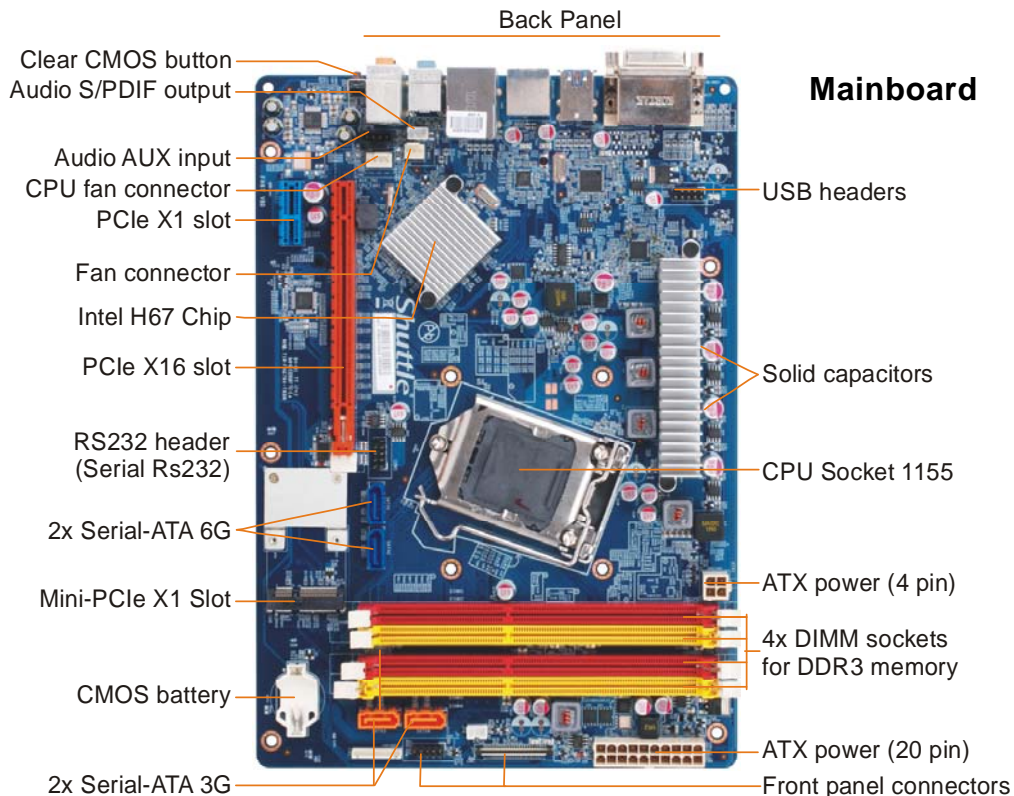 Back Panel
Mainboard
Clear CMOS button
Audio S/PDIF output
Audio AUX input
CPU fan connector
PCIe X1 slot
Fan connector
Intel H67 Chip
PCIe X16 slot
RS232 header
(Serial Rs232)
2x Serial-ATA 6G
Mini-PCIe X1 Slot
CMOS battery
2x Serial-ATA 3G
USB headers
Solid capacitors
CPU Socket 1155
ATX power (4 pin)
4x DIMM sockets
for DDR3 memory
ATX power (20 pin)
Front panel connectors
Shuttle